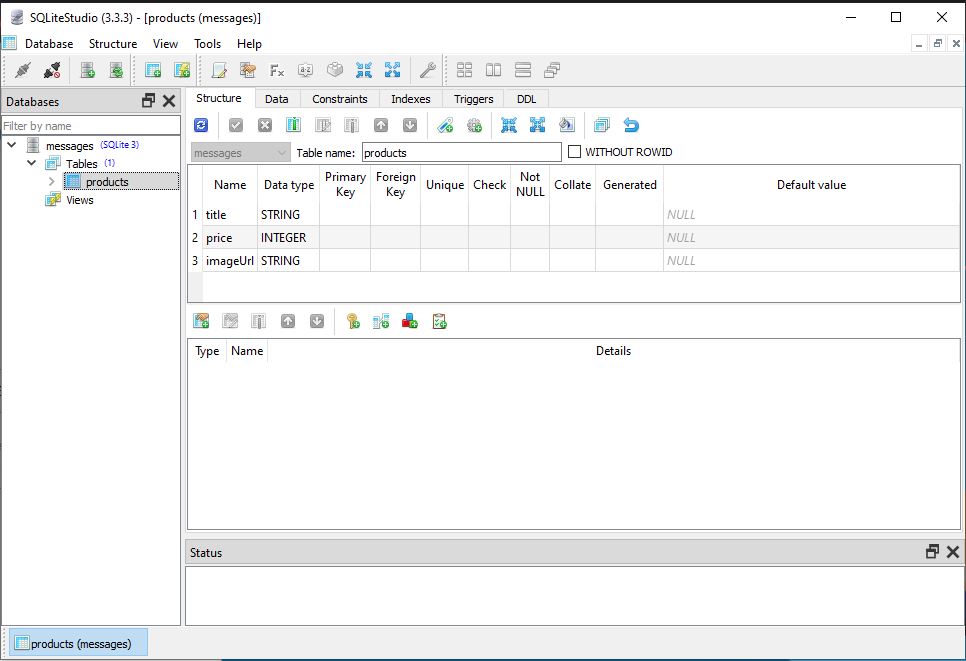 SQLiteStudio (3.3.3) - [products (messages)]
Database Structure View Tools Help
Databases
Filter by name
messages (SQLite 3)
Tables (1)
products
Views
Structure Data Constraints Indexes Triggers DDL
messages Table name: products WITHOUT ROWID
Name Data type Primary Key Foreign Key Unique Check Not NULL Collate Generated Default value
1 title STRING NULL
2 price INTEGER NULL
3 imageUrl STRING NULL
Type Name Details
Status
products (messages)